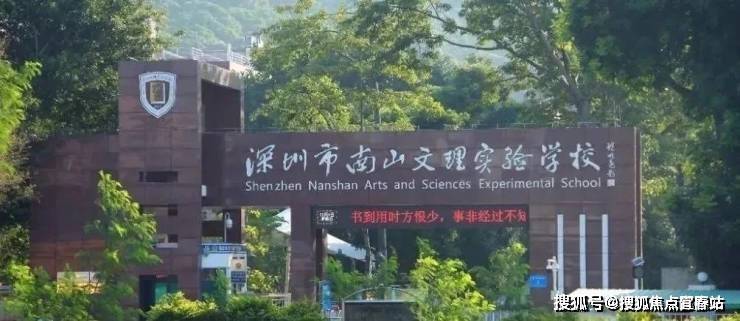 深圳市南山文理实验学校
Shenzhen Nanshan Arts and Sciences Experimental School
书到用时方恨少，事非经过不知
搜狐号@搜狐焦点宜春站